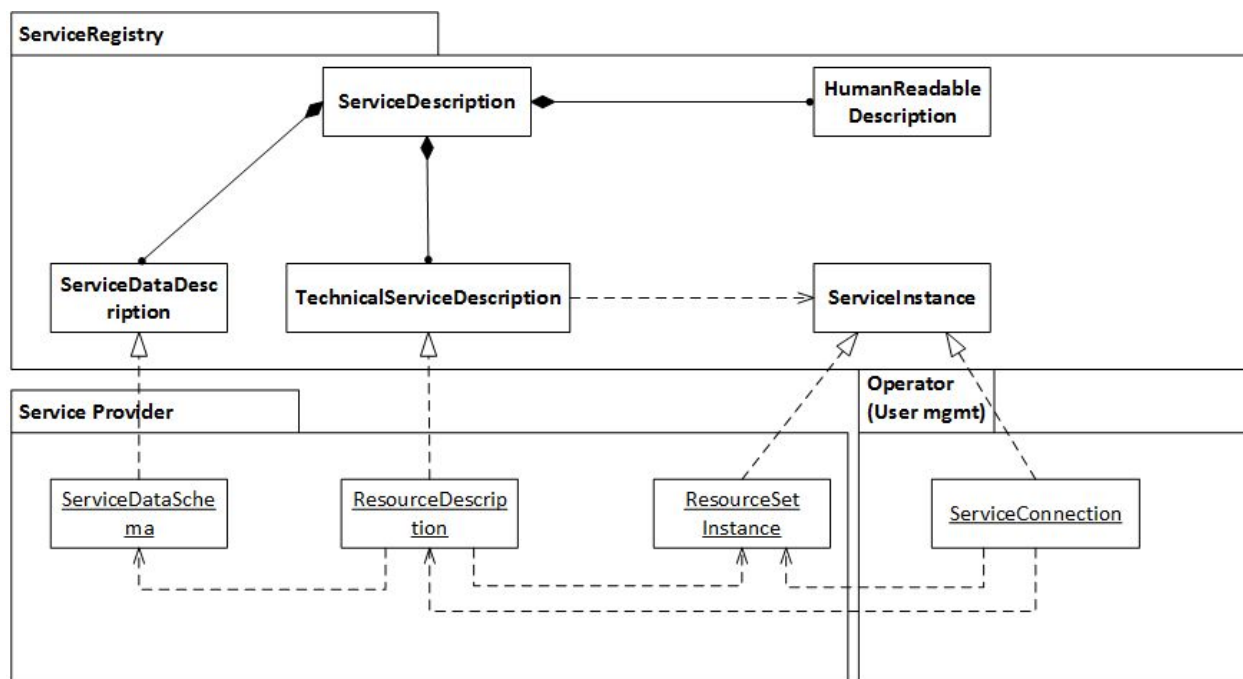 ServiceRegistry
ServiceDescription
HumanReadable
Description
ServiceDataDesc
ription
TechnicalServiceDescription
ServiceInstance
Service Provider
Operator
(User mgmt)
ServiceDataSche
ma
ResourceDescrip
tion
ResourceSet
Instance
ServiceConnection